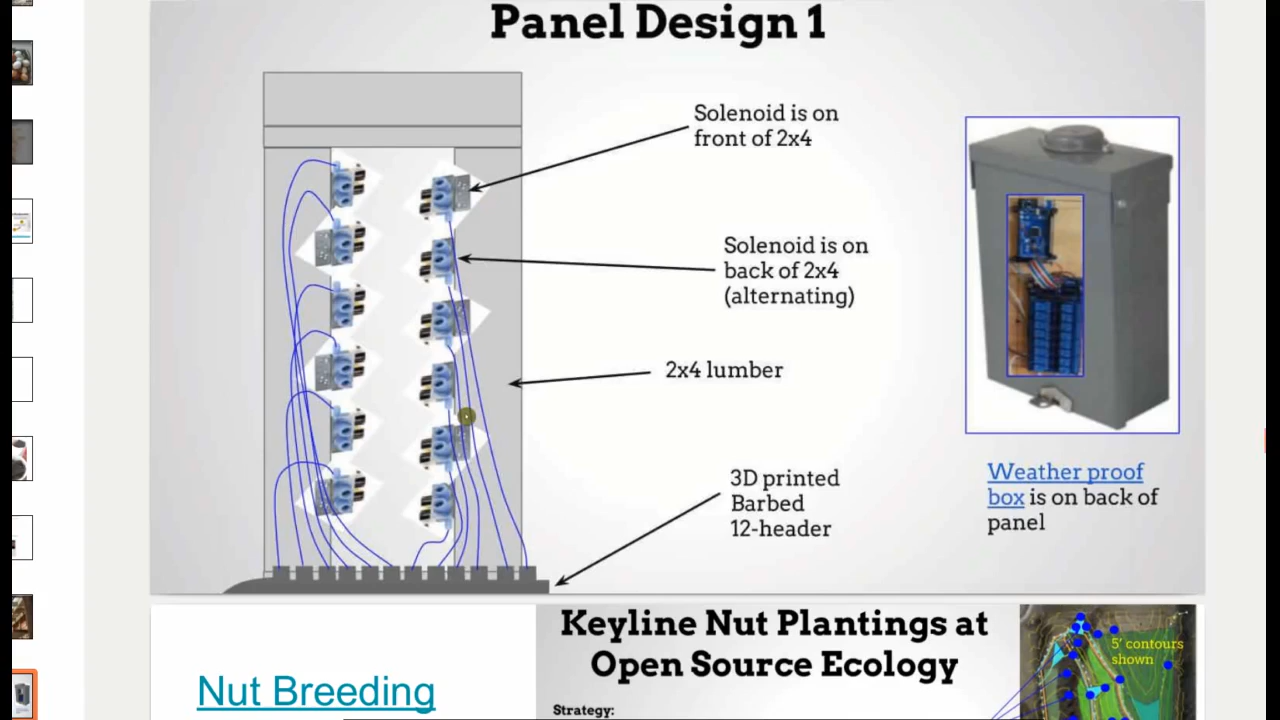 Panel Design 1
Solenoid is on
front of 2x4
Solenoid is on
back of 2x4
(alternating)
2x4 lumber
3D printed
Barbed
12-header
Weather proof
box is on back of
panel
Nut Breeding
Keyline Nut Plantings at
Open Source Ecology
Strategy:
5' contours
shown